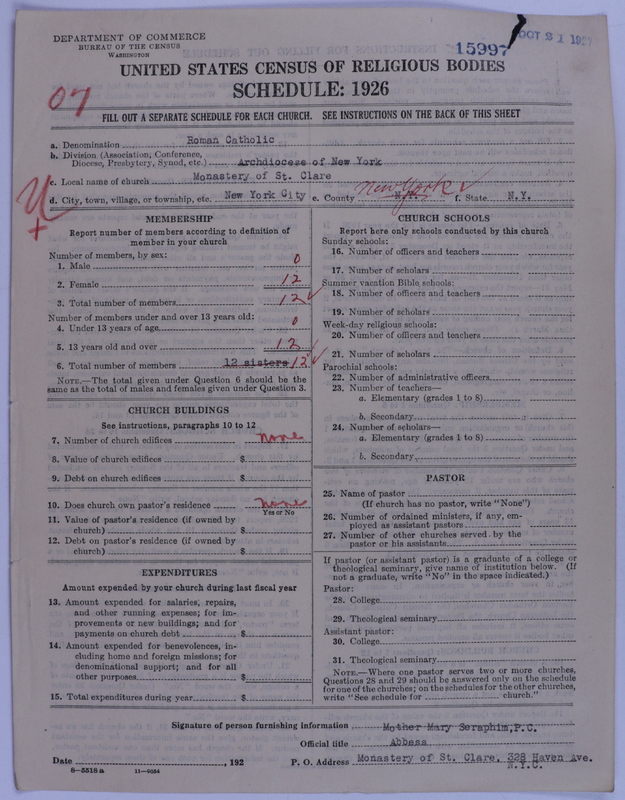 DEPARTMENT OF COMMERCE
BUREAU OF THE CENSUS
WASHINGTON
15997
OCT 21 192
UNITED STATES CENSUS OF RELIGIOUS BODIES
SCHEDULE: 1926
07
FILL OUT A SEPARATE SCHEDULE FOR EACH CHURCH. SEE INSTRUCTIONS ON THE BACK OF THIS SHEET
a. Denomination Roman Catholic
b. Division (Association, Conference, Diocese, Presbytery, Synod, etc.) Archdiocese of New York
c. Local name of church Monastery of St. Clare
d. City, town, village, or township, etc. New York City e. County New York N.Y. f. State N.Y.
MEMBERSHIP
Report number of members according to definition of
member in your church
Number of members, by sex:
1. Male 0
2. Female 12
3. Total number of members 12
Number of members under and over 13 years old:
4. Under 13 years of age 0
5. 13 years old and over 12
6. Total number of members 12 sisters 12
NOTE.—The total given under Question 6 should be the
same as the total of males and females given under Question 3.
CHURCH BUILDINGS
See instructions, paragraphs 10 to 12
7. Number of church edifices none
8. Value of church edifices $
9. Debt on church edifices $
10. Does church own pastor's residence none
Yes or No
11. Value of pastor's residence (if owned by
church) $
12. Debt on pastor's residence (if owned by
church) $
EXPENDITURES
Amount expended by your church during last fiscal year
13. Amount expended for salaries, repairs,
and other running expenses; for im-
provements or new buildings; and for
payments on church debt $
14. Amount expended for benevolences, in-
cluding home and foreign missions; for
denominational support; and for all
other purposes $
15. Total expenditures during year $
CHURCH SCHOOLS
Report here only schools conducted by this church
Sunday schools:
16. Number of officers and teachers
17. Number of scholars
Summer vacation Bible schools:
18. Number of officers and teachers
19. Number of scholars
Week-day religious schools:
20. Number of officers and teachers
21. Number of scholars
Parochial schools:
22. Number of administrative officers
23. Number of teachers—
a. Elementary (grades 1 to 8)
b. Secondary
24. Number of scholars—
a. Elementary (grades 1 to 8)
b. Secondary
PASTOR
25. Name of pastor
(If church has no pastor, write "None")
26. Number of ordained ministers, if any, em-
ployed as assistant pastors
27. Number of other churches served by the
pastor or his assistants
If pastor (or assistant pastor) is a graduate of a college or
theological seminary, give name of institution below. (If
not a graduate, write "No" in the space indicated.)
Pastor:
28. College
29. Theological seminary
Assistant pastor:
30. College
31. Theological seminary
NOTE.—Where one pastor serves two or more churches,
Questions 28 and 29 should be answered only on the schedule
for one of the churches; on the schedules for the other churches,
write "See schedule for church."
Signature of person furnishing information Mother Mary Seraphim, P.C.
Official title Abbess
Date , 192 P. O. Address Monastery of St. Clare, 328 Haven Ave.
N.Y.C.
8—5518 a 11—9034